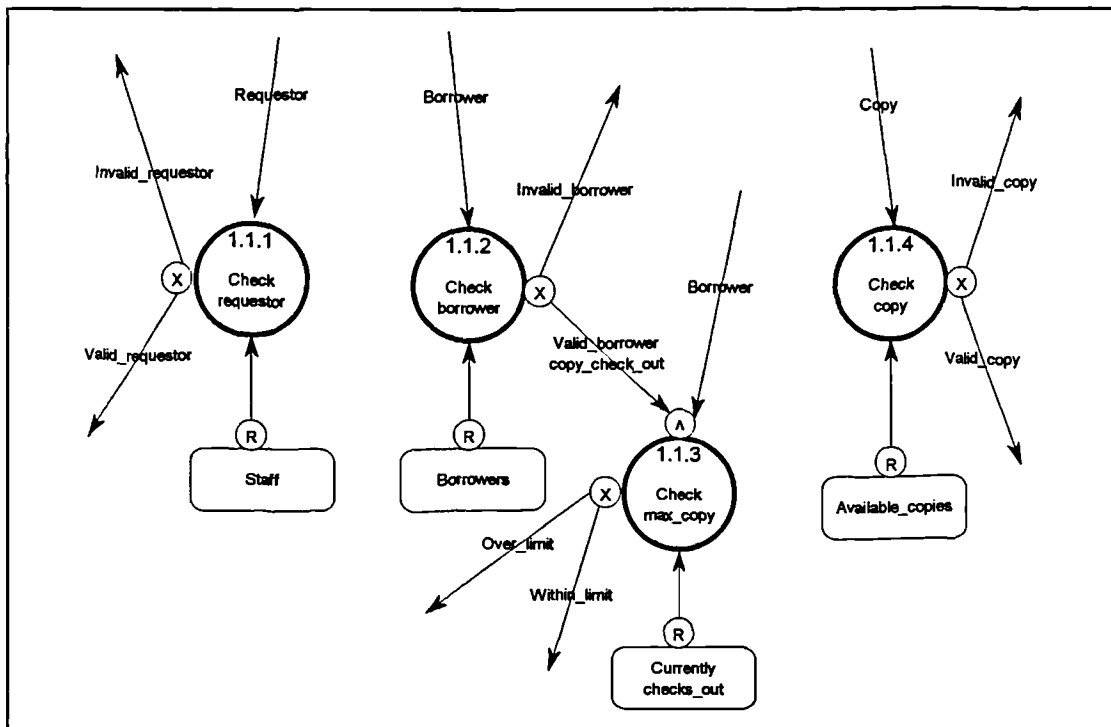 Requestor
Borrower
Copy
Invalid_requestor
Invalid_borrower
Invalid_copy
1.1.1
Check
requestor
X
1.1.2
Check
borrower
X
Borrower
1.1.4
Check
copy
X
Valid_requestor
Valid_borrower
copy_check_out
Valid_copy
R
Staff
R
Borrowers
Λ
1.1.3
Check
max_copy
X
R
Available_copies
Over_limit
Within_limit
R
Currently
checks_out